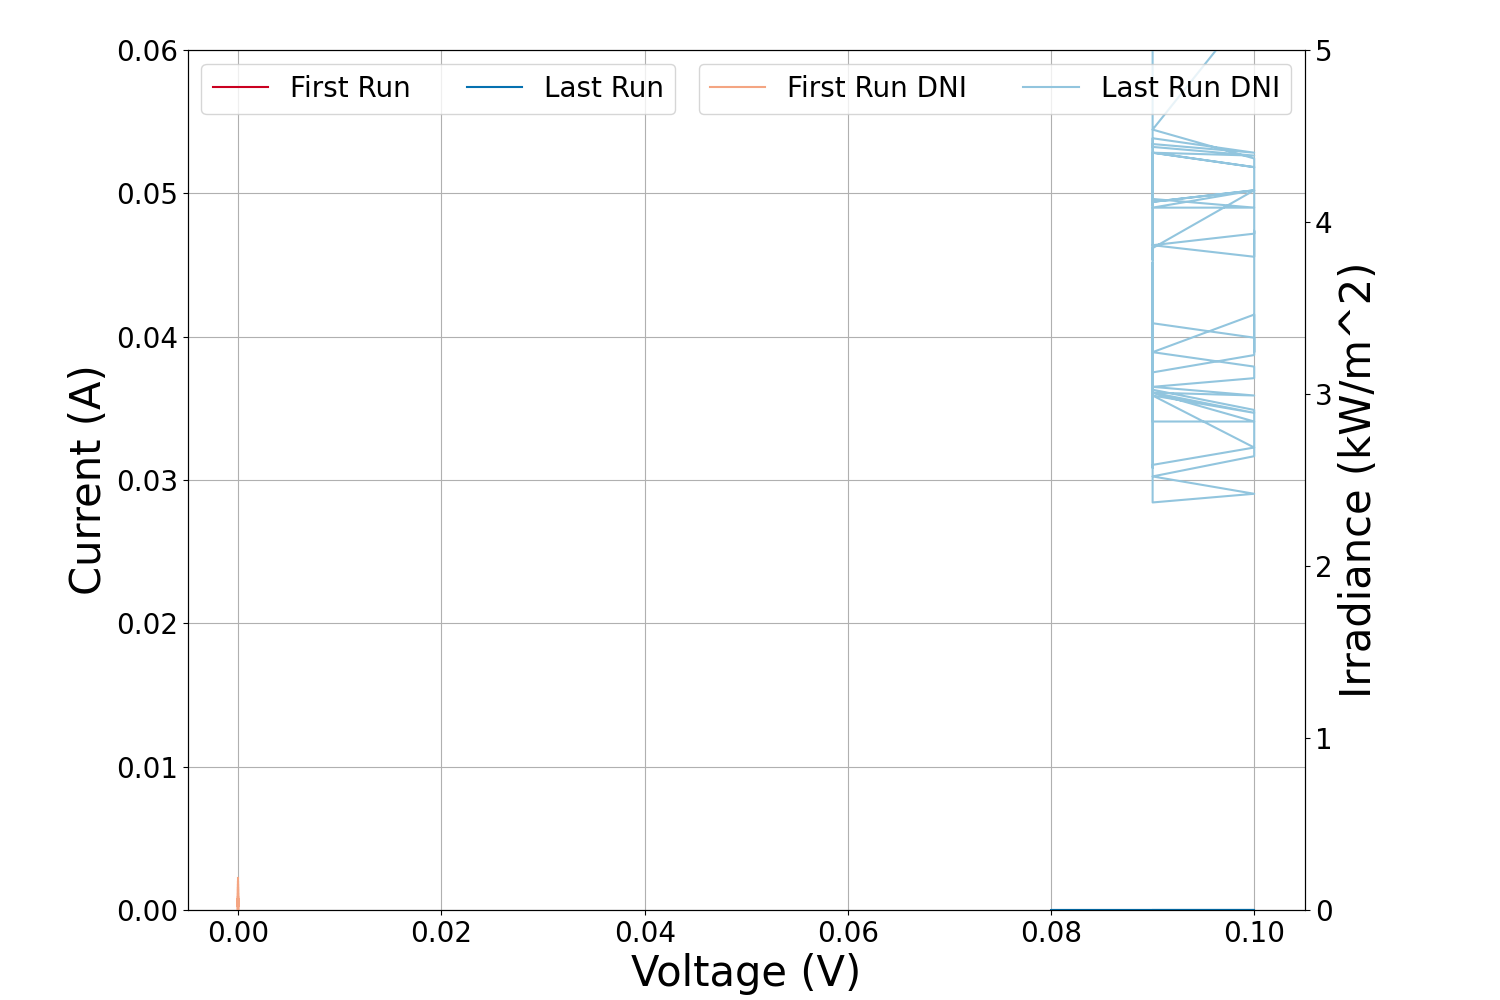 First Run
Last Run
First Run DNI
Last Run DNI
0.06
0.05
0.04
0.03
0.02
0.01
0.00
Current (A)
5
4
3
2
1
0
Irradiance (kW/m^2)
0.00 0.02 0.04 0.06 0.08 0.10
Voltage (V)